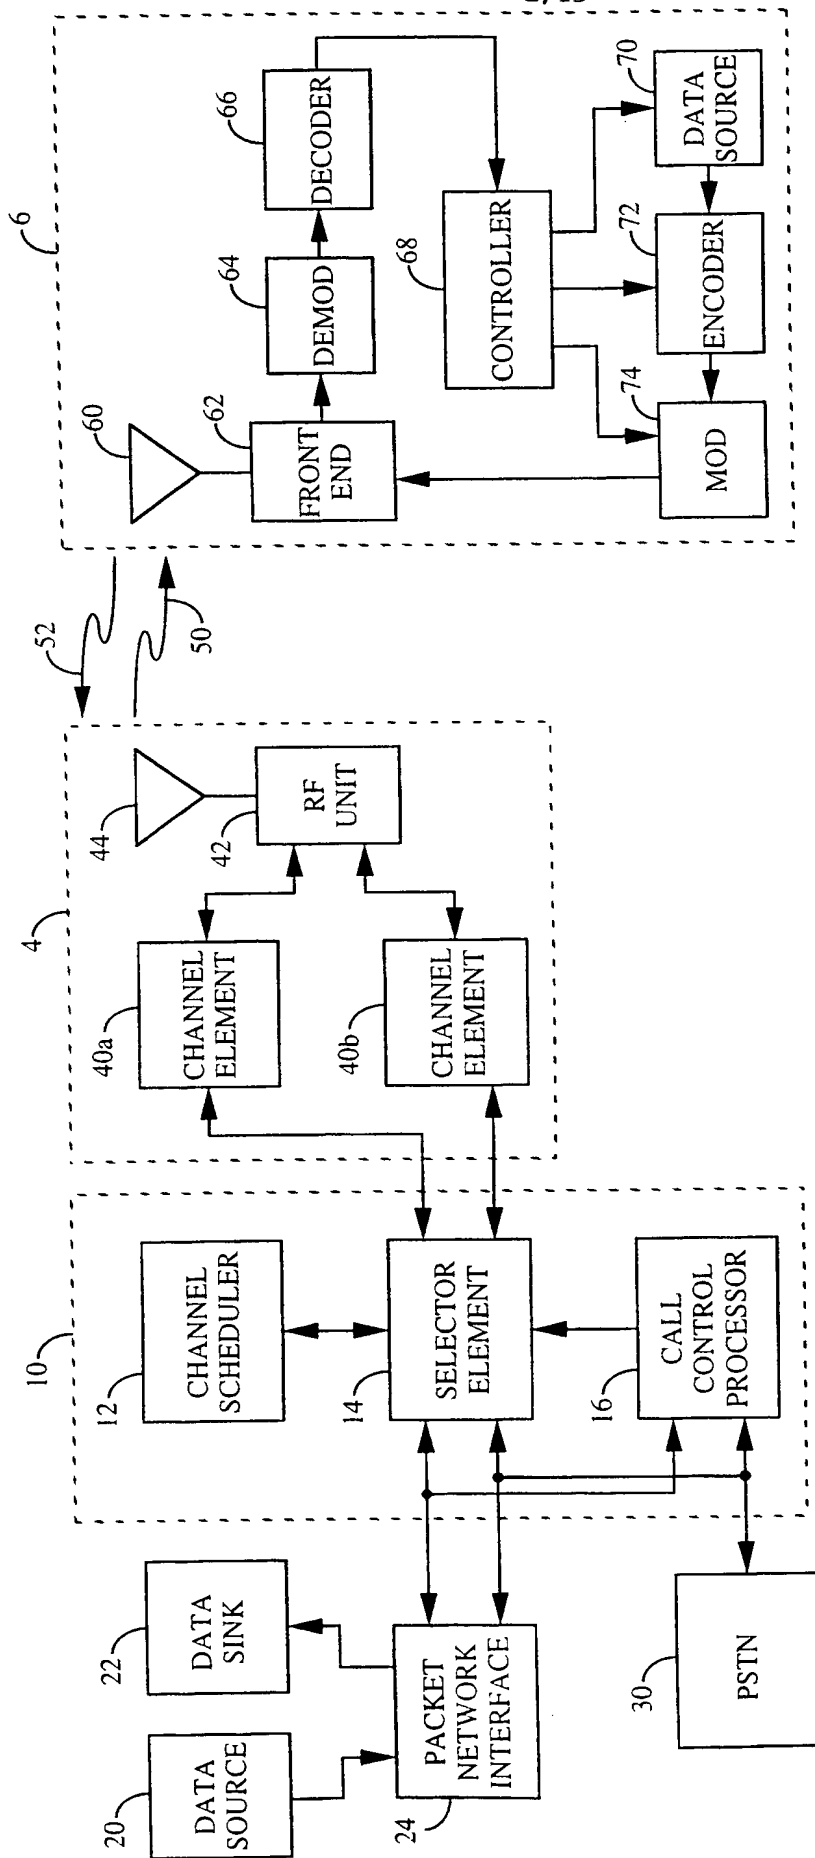 6
60
62
FRONT
END
64
DEMOD
66
DECODER
68
CONTROLLER
70
DATA
SOURCE
72
ENCODER
74
MOD
52
50
4
44
42
RF
UNIT
40a
CHANNEL
ELEMENT
40b
CHANNEL
ELEMENT
10
12
CHANNEL
SCHEDULER
14
SELECTOR
ELEMENT
16
CALL
CONTROL
PROCESSOR
20
DATA
SOURCE
22
DATA
SINK
24
PACKET
NETWORK
INTERFACE
30
PSTN